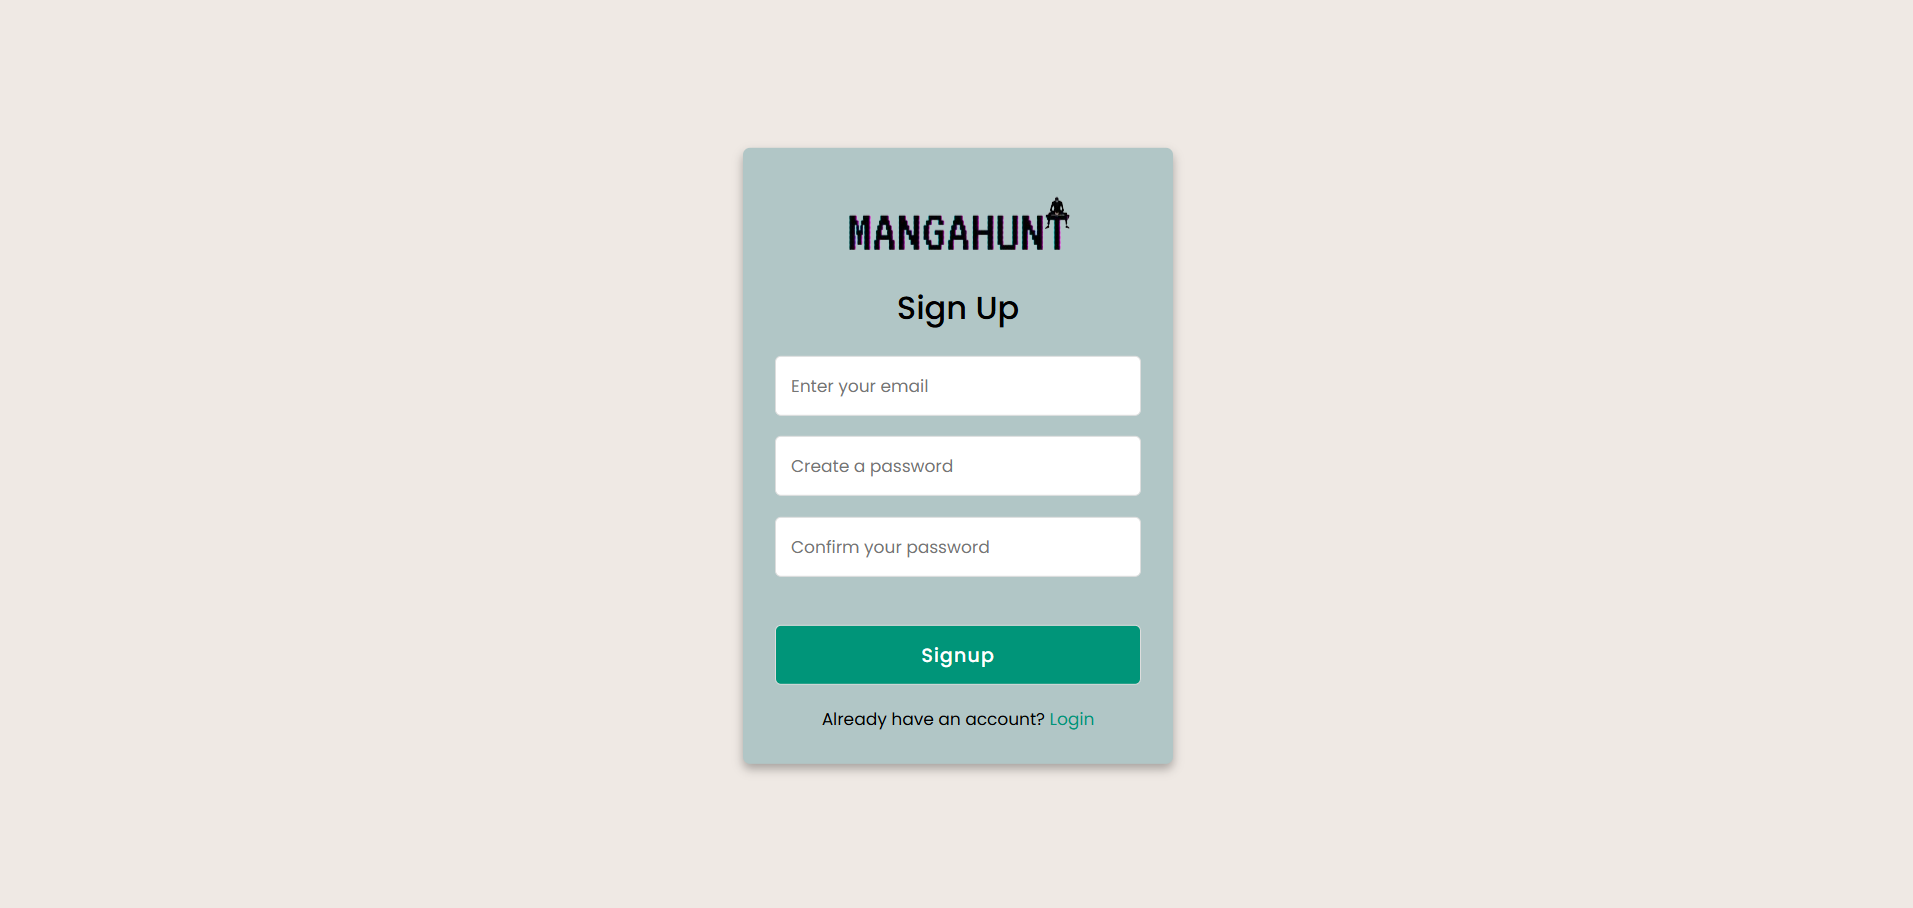 MANGAHUNT
Sign Up
Enter your email
Create a password
Confirm your password
Signup
Already have an account? Login